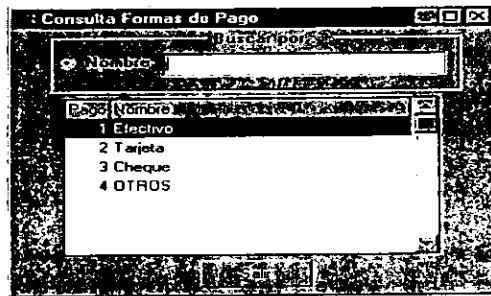 Consulta Formas de Pago
Buscar por
Nombre
Pago Nombre
1 Efectivo
2 Tarjeta
3 Cheque
4 OTROS